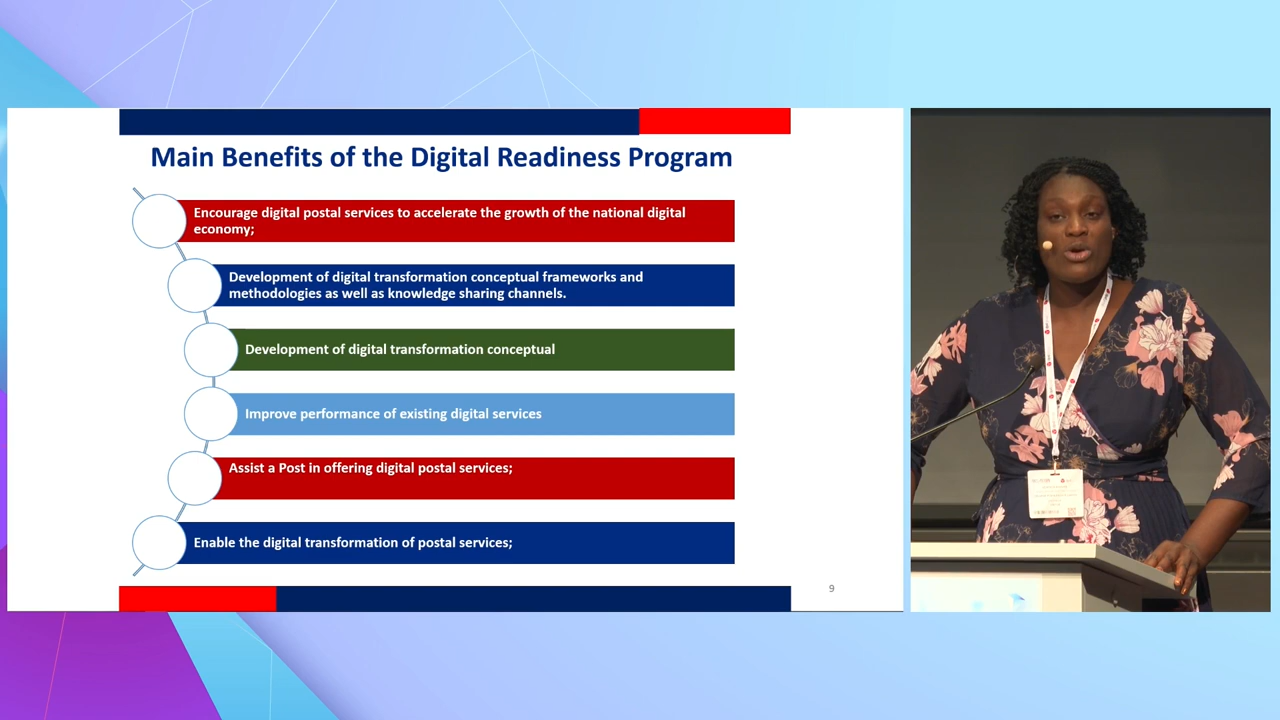 Main Benefits of the Digital Readiness Program
Encourage digital postal services to accelerate the growth of the national digital
economy;
Development of digital transformation conceptual frameworks and
methodologies as well as knowledge sharing channels.
Development of digital transformation conceptual
Improve performance of existing digital services
Assist a Post in offering digital postal services;
Enable the digital transformation of postal services;
9